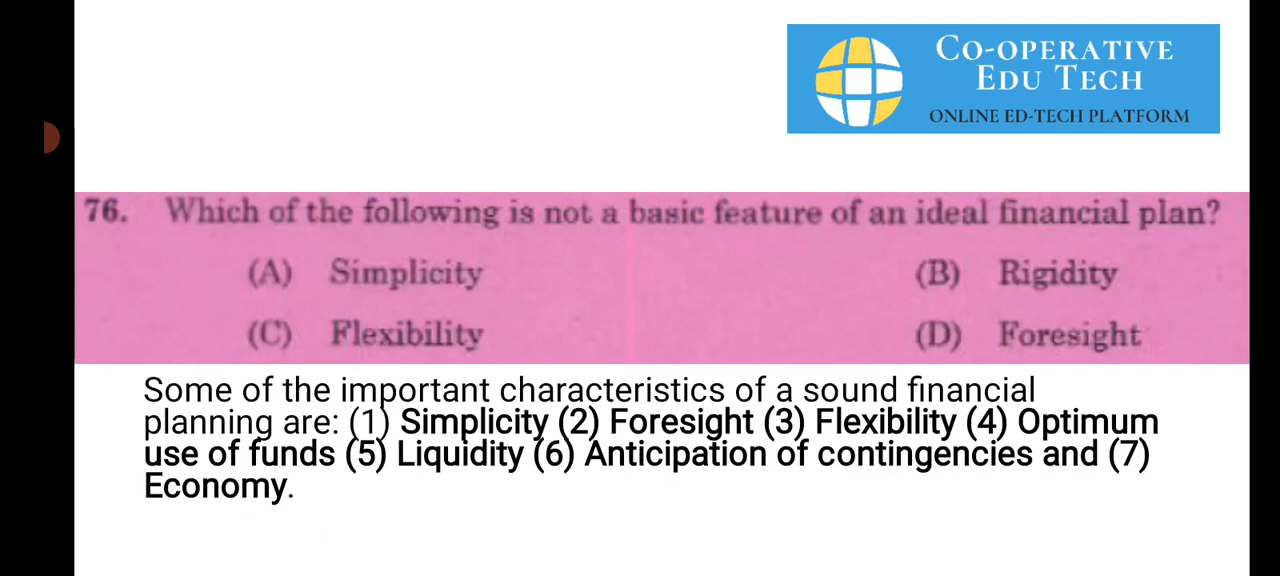 CO-OPERATIVE
EDU TECH
ONLINE ED-TECH PLATFORM
76. Which of the following is not a basic feature of an ideal financial plan?
(A) Simplicity (B) Rigidity
(C) Flexibility (D) Foresight
Some of the important characteristics of a sound financial
planning are: (1) Simplicity (2) Foresight (3) Flexibility (4) Optimum
use of funds (5) Liquidity (6) Anticipation of contingencies and (7)
Economy.